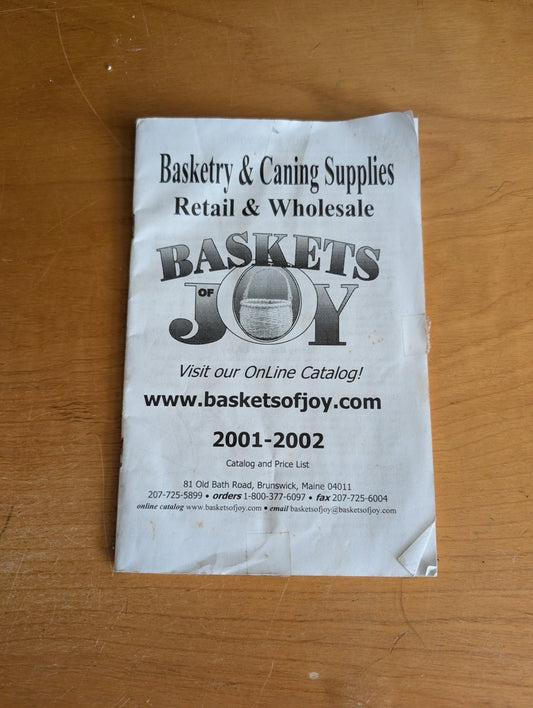 Basketry & Caning Supplies
Retail & Wholesale
BASKETS
OF
JOY
Visit our OnLine Catalog!
www.basketsofjoy.com
2001-2002
Catalog and Price List
81 Old Bath Road, Brunswick, Maine 04011
207-725-5899 • orders 1-800-377-6097 • fax 207-725-6004
online catalog www.basketsofjoy.com • email basketsofjoy@basketsofjoy.com